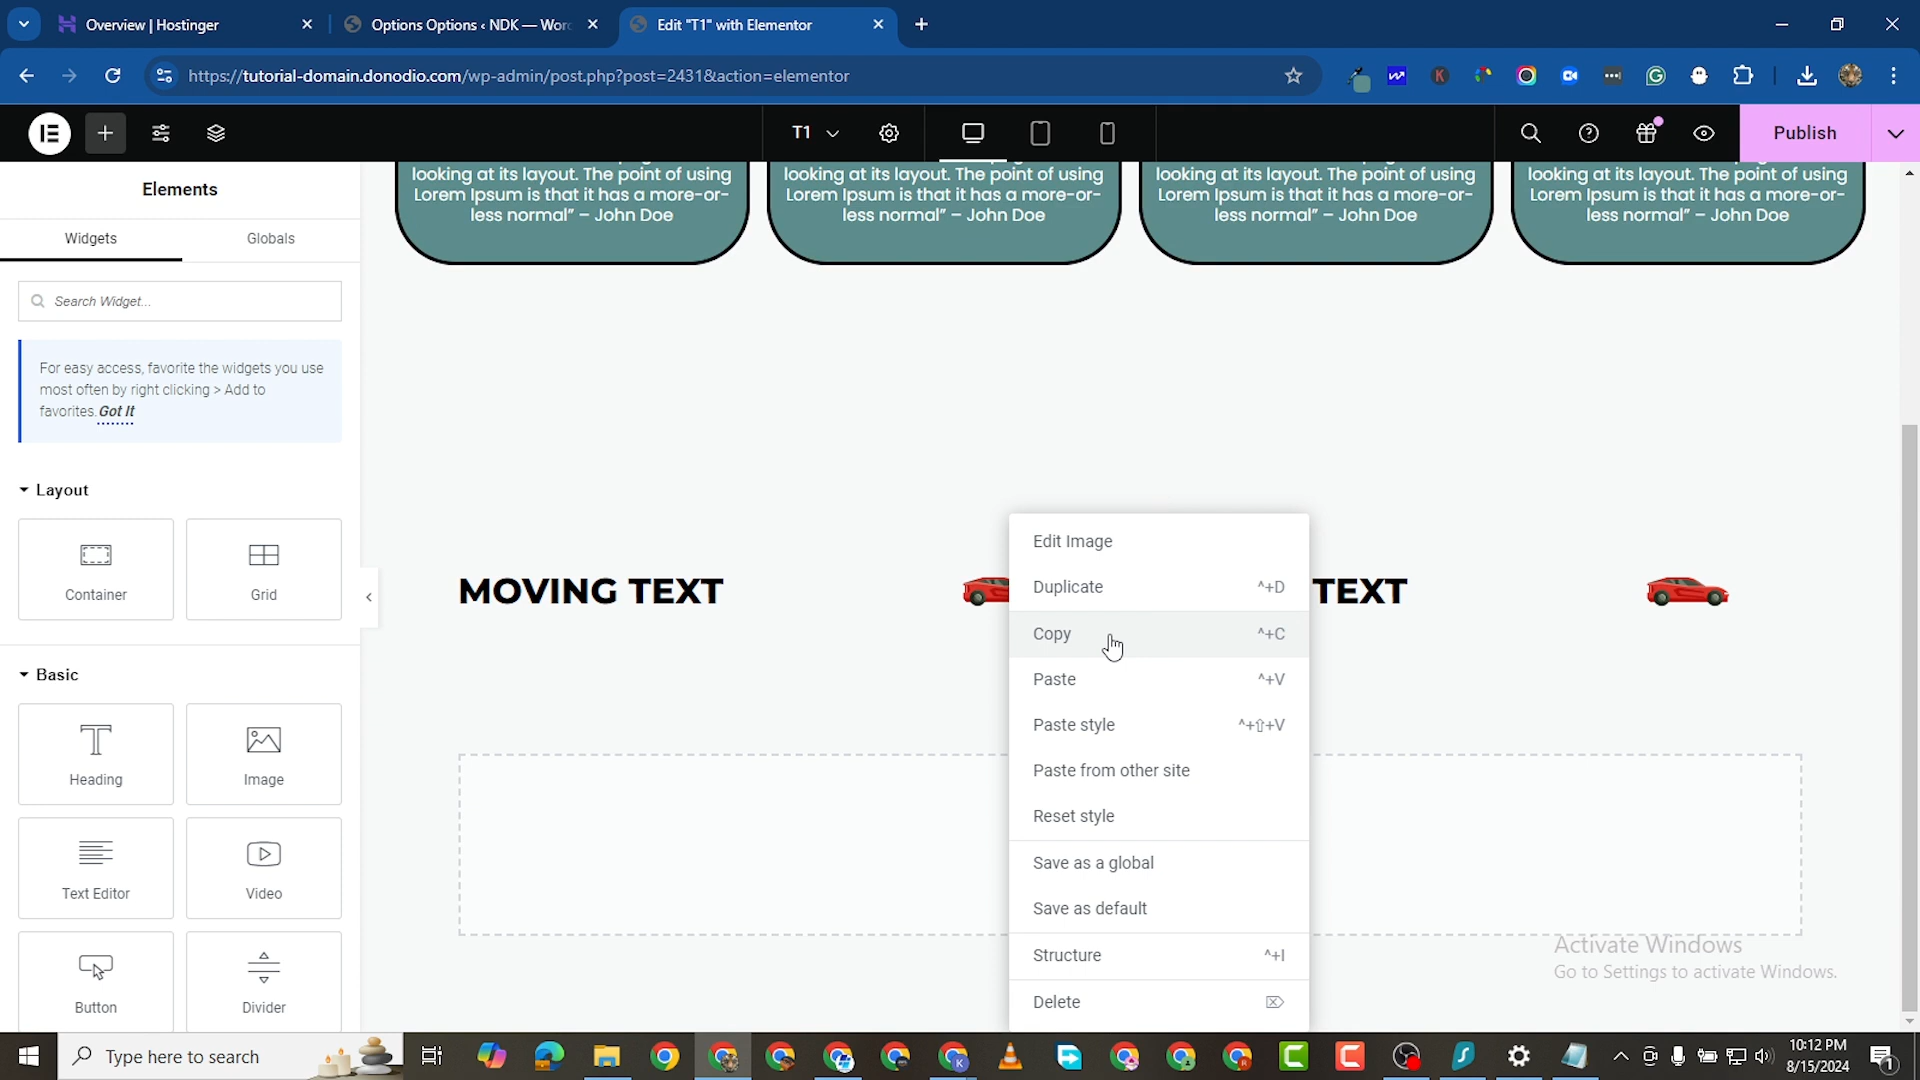 Overview | Hostinger
Options Options ‹ NDK — Wor
Edit "T1" with Elementor
https://tutorial-domain.donodio.com/wp-admin/post.php?post=2431&action=elementor
T1
Publish
Elements
Widgets
Globals
Search Widget...
For easy access, favorite the widgets you use
most often by right clicking > Add to
favorites. Got It
Layout
Container
Grid
Basic
Heading
Image
Text Editor
Video
Button
Divider
looking at its layout. The point of using
Lorem Ipsum is that it has a more-or-
less normal” – John Doe
looking at its layout. The point of using
Lorem Ipsum is that it has a more-or-
less normal” – John Doe
looking at its layout. The point of using
Lorem Ipsum is that it has a more-or-
less normal” – John Doe
looking at its layout. The point of using
Lorem Ipsum is that it has a more-or-
less normal” – John Doe
MOVING TEXT
TEXT
Edit Image
Duplicate ^+D
Copy ^+C
Paste ^+V
Paste style ^+⇧+V
Paste from other site
Reset style
Save as a global
Save as default
Structure ^+I
Delete ⌦
Activate Windows
Go to Settings to activate Windows.
Type here to search
10:12 PM
8/15/2024
1